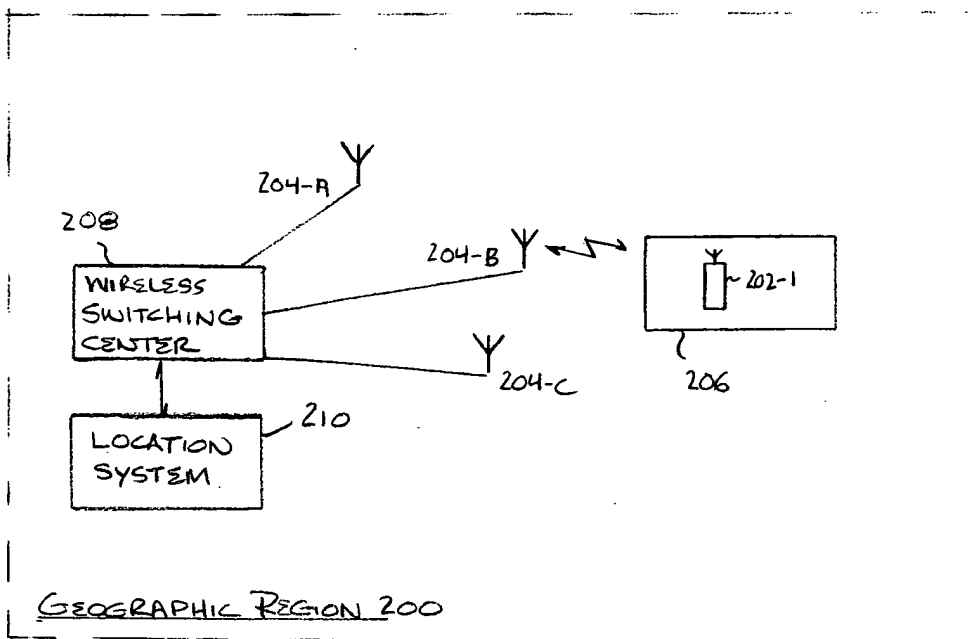 204-A
208
204-B
202-1
WIRELESS
SWITCHING
CENTER
204-C
206
210
LOCATION
SYSTEM
GEOGRAPHIC REGION 200